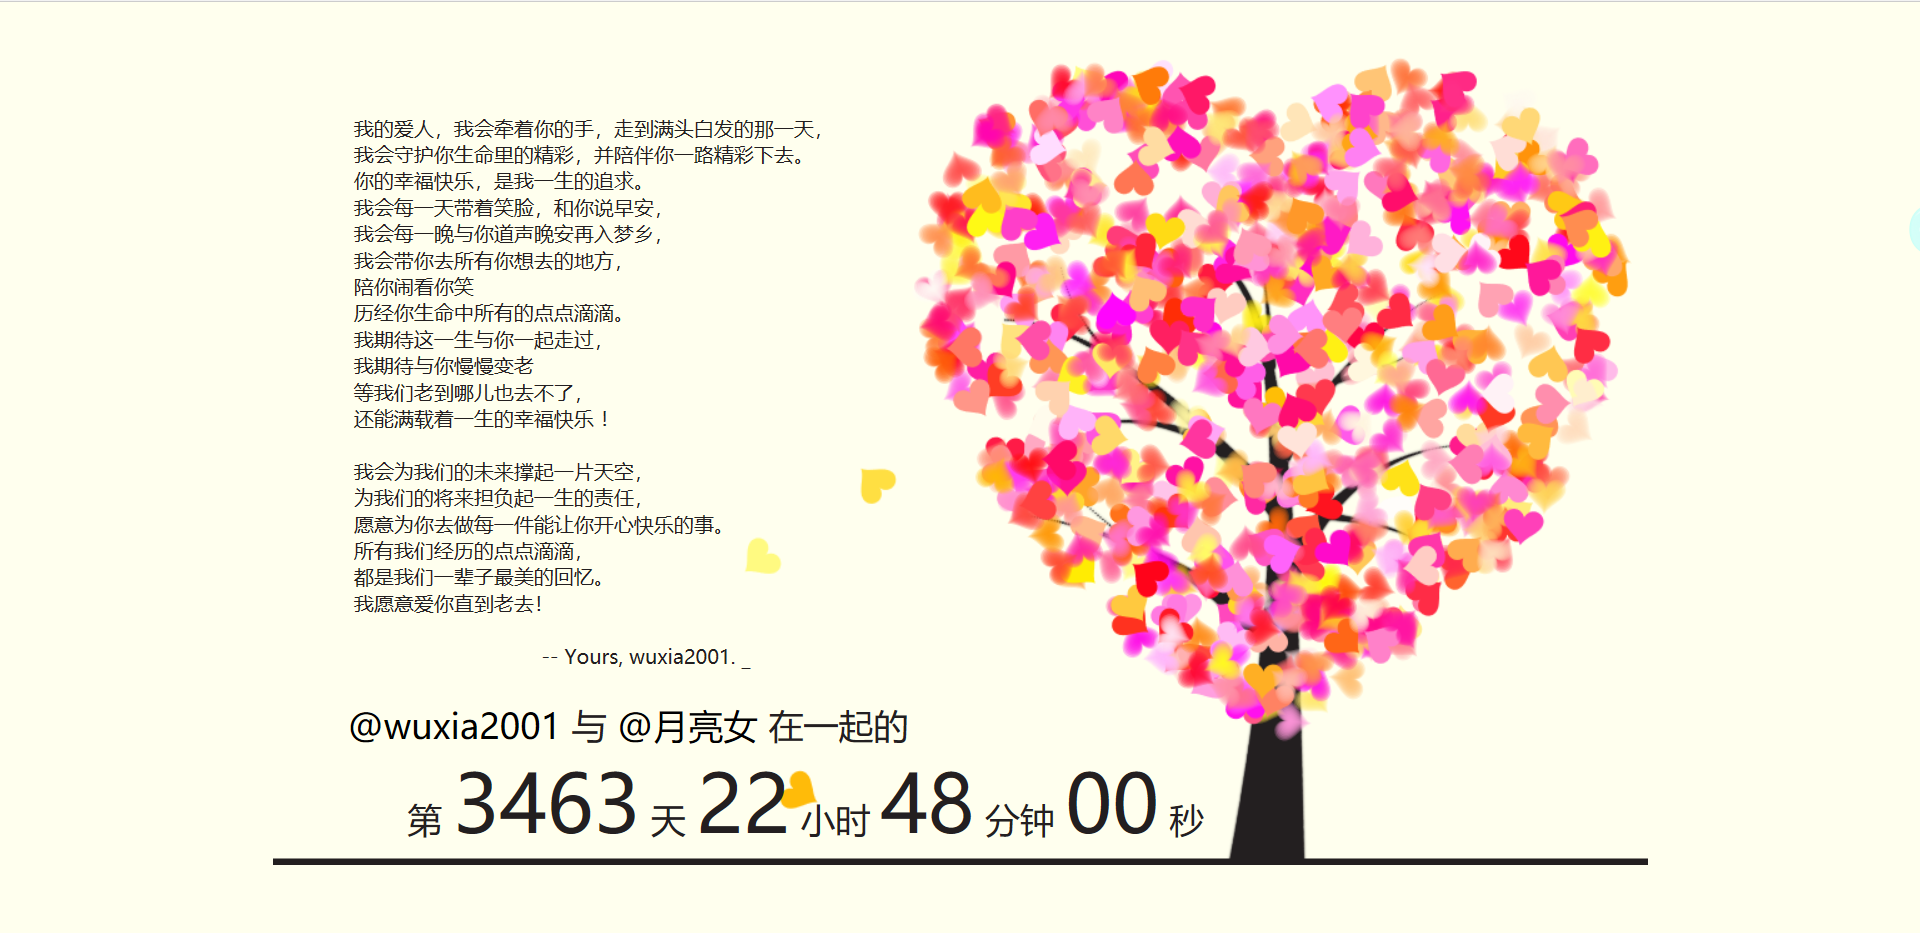 我的爱人，我会牵着你的手，走到满头白发的那一天，
我会守护你生命里的精彩，并陪伴你一路精彩下去。
你的幸福快乐，是我一生的追求。
我会每一天带着笑脸，和你说早安，
我会每一晚与你道声晚安再入梦乡，
我会带你去所有你想去的地方，
陪你闹看你笑
历经你生命中所有的点点滴滴。
我期待这一生与你一起走过，
我期待与你慢慢变老
等我们老到哪儿也去不了，
还能满载着一生的幸福快乐！
我会为我们的未来撑起一片天空，
为我们的将来担负起一生的责任，
愿意为你去做每一件能让你开心快乐的事。
所有我们经历的点点滴滴，
都是我们一辈子最美的回忆。
我愿意爱你直到老去！
-- Yours, wuxia2001. _
@wuxia2001 与 @月亮女 在一起的
第 3463 天 22 小时 48 分钟 00 秒